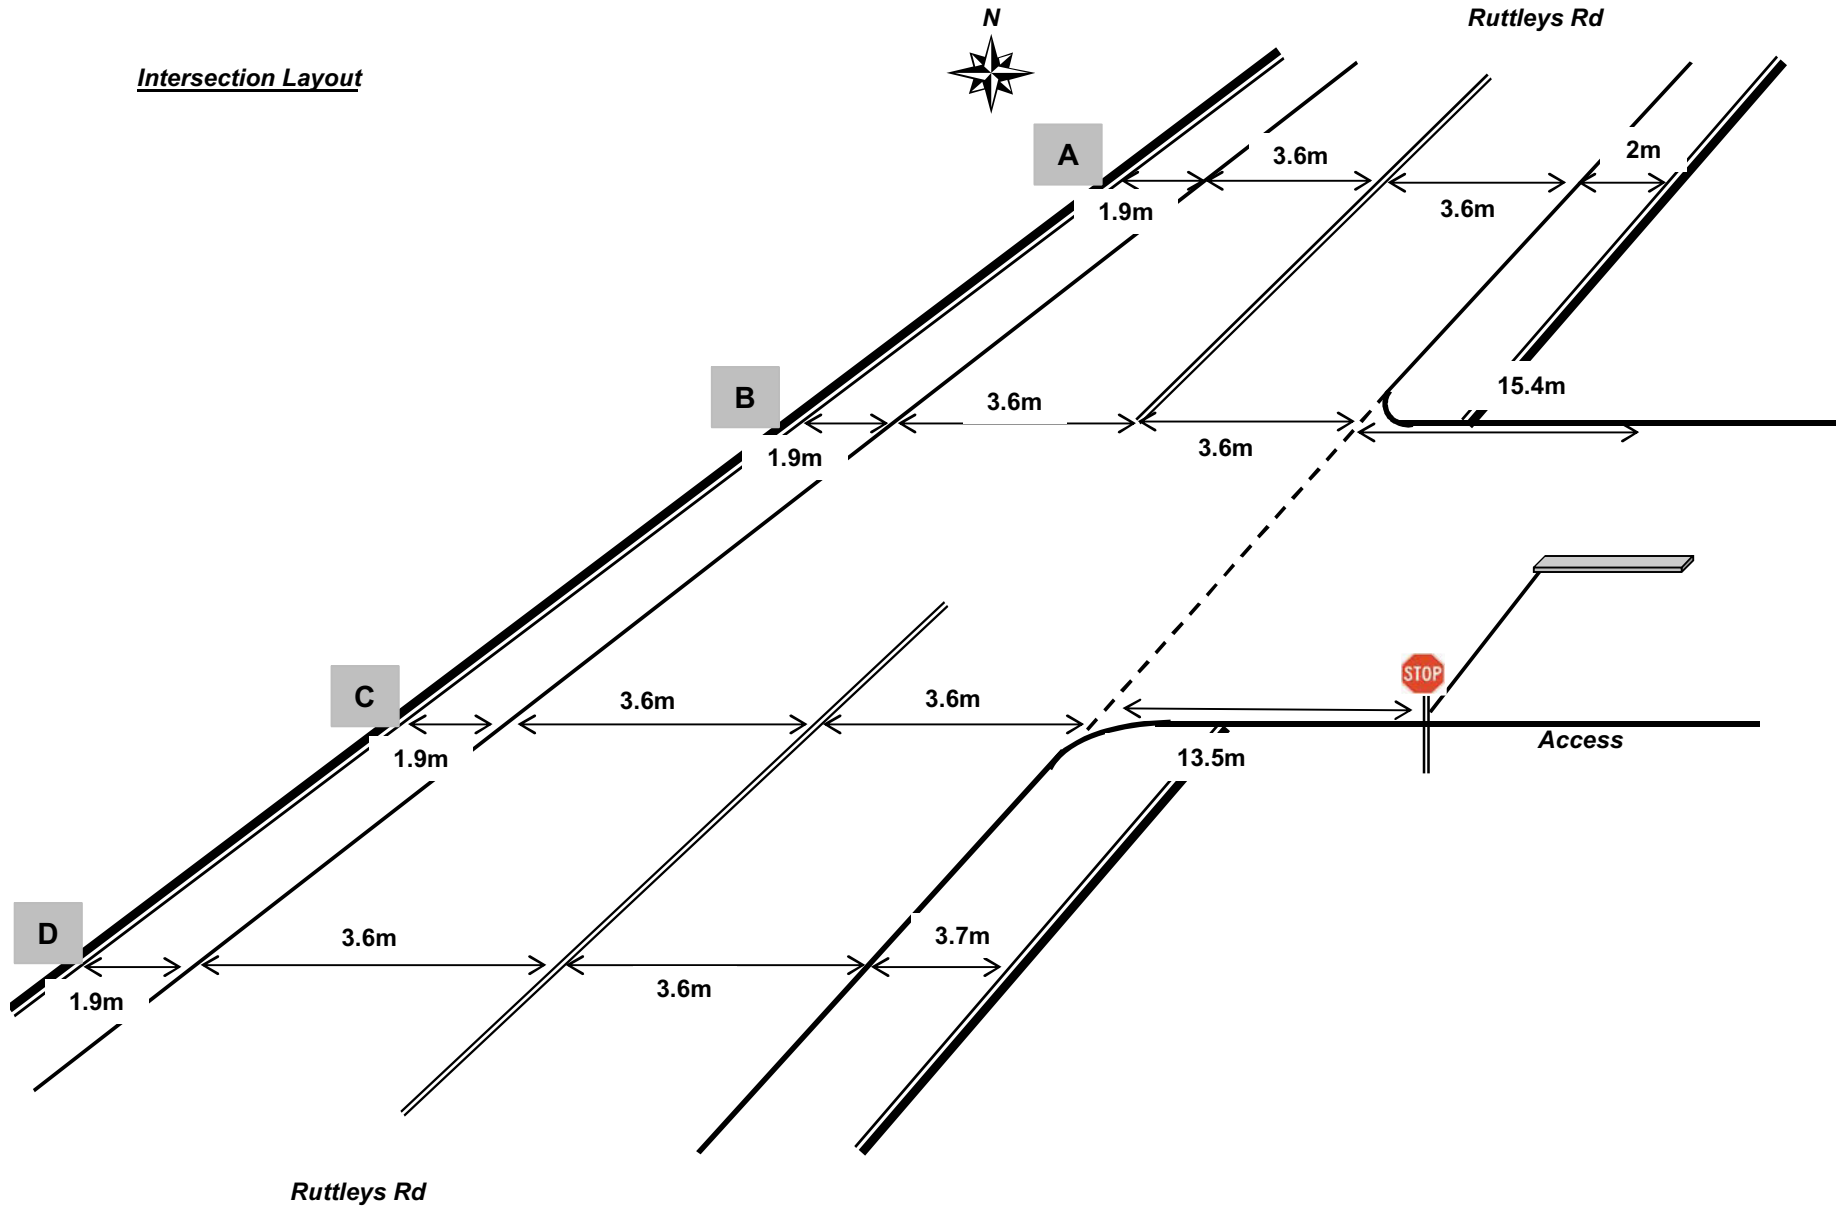 N
Ruttleys Rd
Intersection Layout
A
3.6m
2m
1.9m
3.6m
B
3.6m
15.4m
1.9m
3.6m
STOP
C
3.6m
3.6m
1.9m
13.5m
Access
D
3.6m
3.7m
1.9m
3.6m
Ruttleys Rd